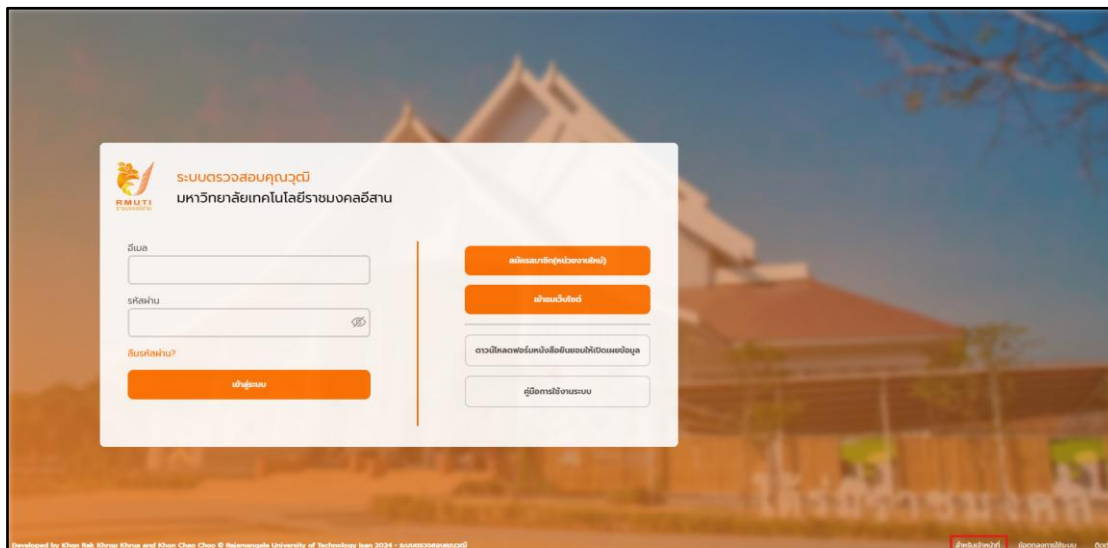 ระบบตรวจสอบคุณวุฒิ
มหาวิทยาลัยเทคโนโลยีราชมงคลอีสาน
RMUTI
อีเมล
รหัสผ่าน
ลืมรหัสผ่าน?
เข้าสู่ระบบ
สมัครสมาชิก(หน่วยงานใหม่)
เข้าชมเว็บไซต์
ดาวน์โหลดฟอร์มหนังสือยินยอมให้เปิดเผยข้อมูล
คู่มือการใช้งานระบบ
Developed by Khon Rak Khrop Khrua and Khon Chao Choo © Rajamangala University of Technology Isan 2024 - ระบบตรวจสอบคุณวุฒิ
สำหรับเจ้าหน้าที่ ข้อตกลงการใช้ระบบ